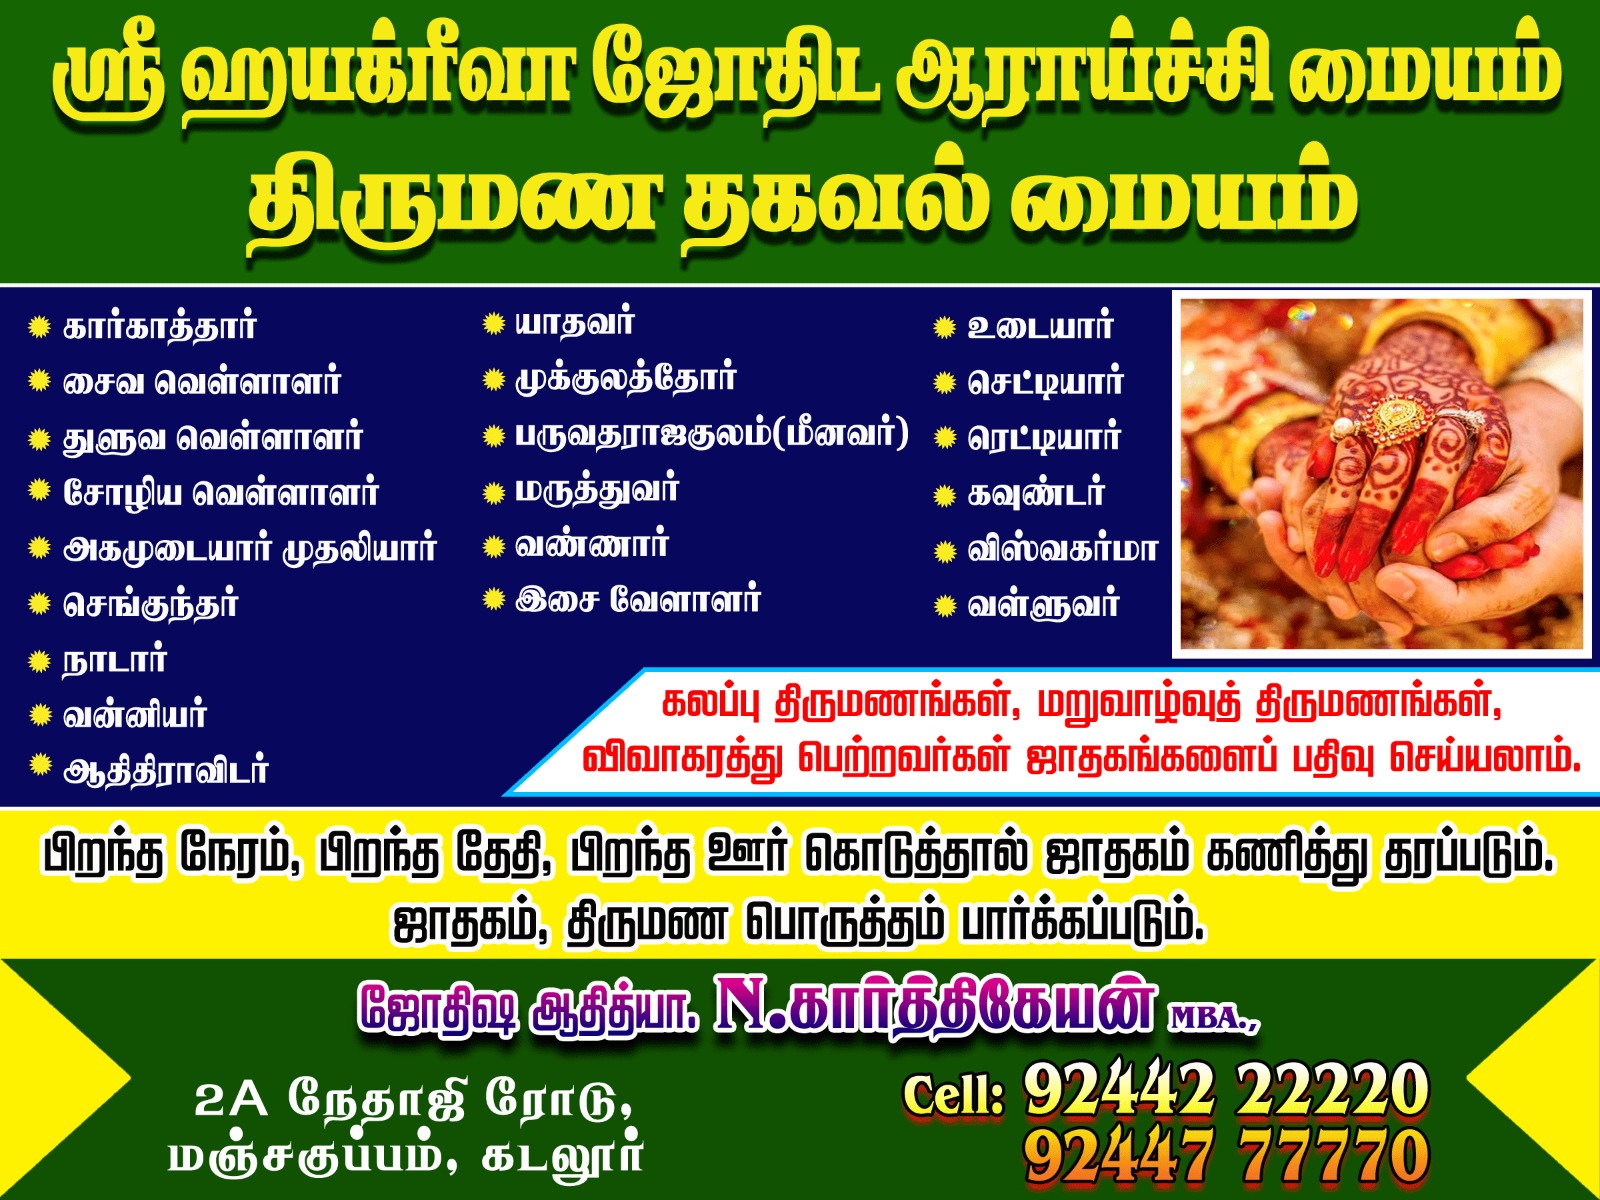 ஸ்ரீ ஹயக்ரீவா ஜோதிட ஆராய்ச்சி மையம்
திருமண தகவல் மையம்
கார்காத்தார்
சைவ வெள்ளாளர்
துளுவ வெள்ளாளர்
சோழிய வெள்ளாளர்
அகமுடையார் முதலியார்
செங்குந்தர்
நாடார்
வன்னியர்
ஆதிதிராவிடர்
யாதவர்
முக்குலத்தோர்
பருவதராஜகுலம்(மீனவர்)
மருத்துவர்
வண்ணார்
இசை வேளாளர்
உடையார்
செட்டியார்
ரெட்டியார்
கவுண்டர்
விஸ்வகர்மா
வள்ளுவர்
கலப்பு திருமணங்கள், மறுவாழ்வுத் திருமணங்கள்,
விவாகரத்து பெற்றவர்கள் ஜாதகங்களைப் பதிவு செய்யலாம்.
பிறந்த நேரம், பிறந்த தேதி, பிறந்த ஊர் கொடுத்தால் ஜாதகம் கணித்து தரப்படும்.
ஜாதகம், திருமண பொருத்தம் பார்க்கப்படும்.
ஜோதிஷ ஆதித்யா. N.கார்த்திகேயன் MBA.,
2A நேதாஜி ரோடு,
மஞ்சகுப்பம், கடலூர்
Cell: 92442 22220
92447 77770